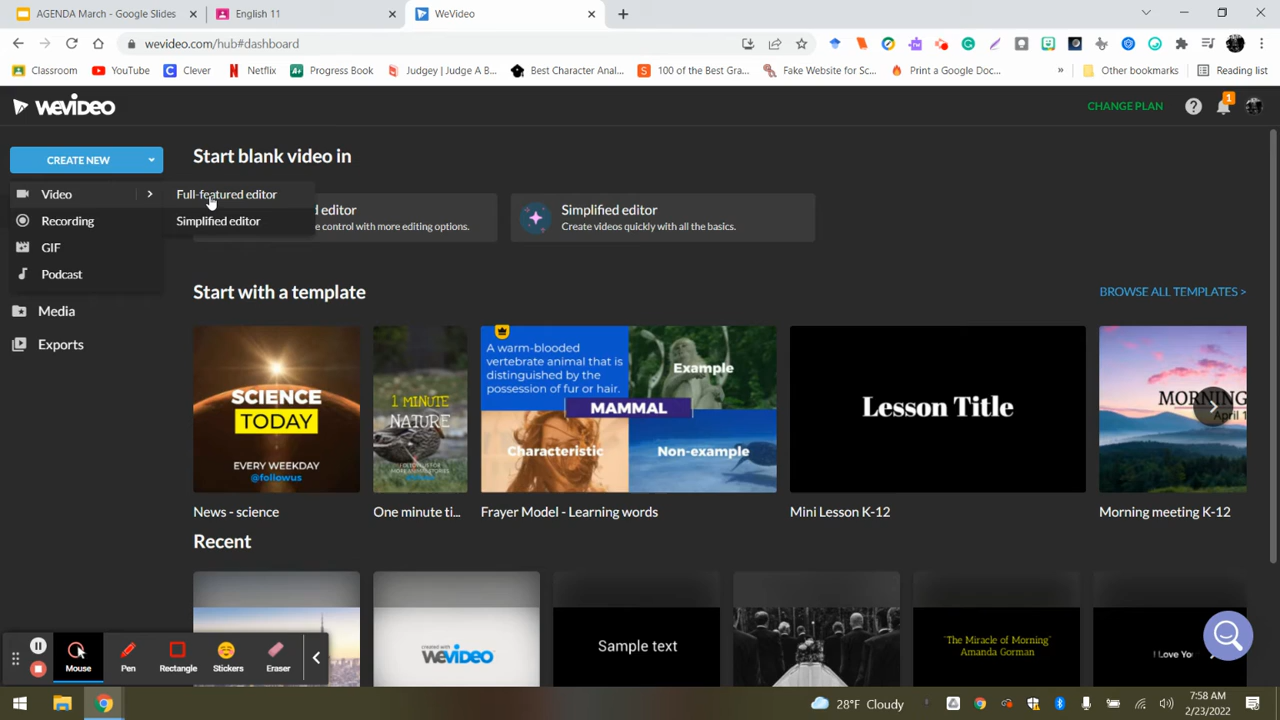 AGENDA March - Google Slides
English 11
WeVideo
wevideo.com/hub#dashboard
Classroom
YouTube
Clever
Netflix
Progress Book
Judgey | Judge A B...
Best Character Anal...
100 of the Best Gra...
Fake Website for Sc...
Print a Google Doc...
Other bookmarks
Reading list
WEVIDEO
CHANGE PLAN
1
CREATE NEW
Start blank video in
Video
Full-featured editor
Recording
Simplified editor
GIF
Podcast
Media
Exports
d editor
e control with more editing options.
Simplified editor
Create videos quickly with all the basics.
Start with a template
BROWSE ALL TEMPLATES >
SCIENCE
TODAY
EVERY WEEKDAY
@followus
1 MINUTE
NATURE
A warm-blooded
vertebrate animal that is
distinguished by the
possession of fur or hair.
Example
MAMMAL
Characteristic
Non-example
Lesson Title
MORNING
April 1
News - science
One minute ti...
Frayer Model - Learning words
Mini Lesson K-12
Morning meeting K-12
Recent
created with
wevideo
Sample text
"The Miracle of Morning"
Amanda Gorman
I Love Yo
Mouse
Pen
Rectangle
Stickers
Eraser
28°F Cloudy
7:58 AM
2/23/2022